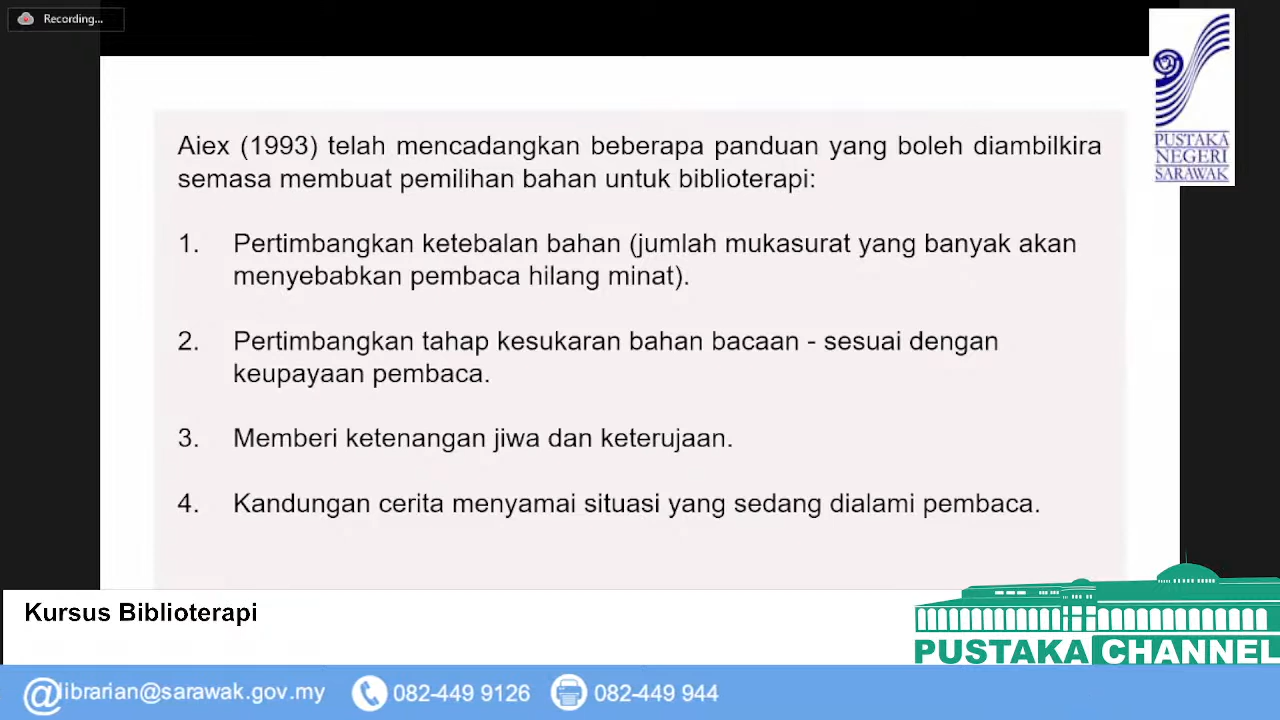 Recording...
PUSTAKA
NEGERI
SARAWAK
Aiex (1993) telah mencadangkan beberapa panduan yang boleh diambilkira
semasa membuat pemilihan bahan untuk biblioterapi:
1. Pertimbangkan ketebalan bahan (jumlah mukasurat yang banyak akan
menyebabkan pembaca hilang minat).
2. Pertimbangkan tahap kesukaran bahan bacaan - sesuai dengan
keupayaan pembaca.
3. Memberi ketenangan jiwa dan keterujaan.
4. Kandungan cerita menyamai situasi yang sedang dialami pembaca.
Kursus Biblioterapi
PUSTAKA CHANNEL
@librarian@sarawak.gov.my 082-449 9126 082-449 944